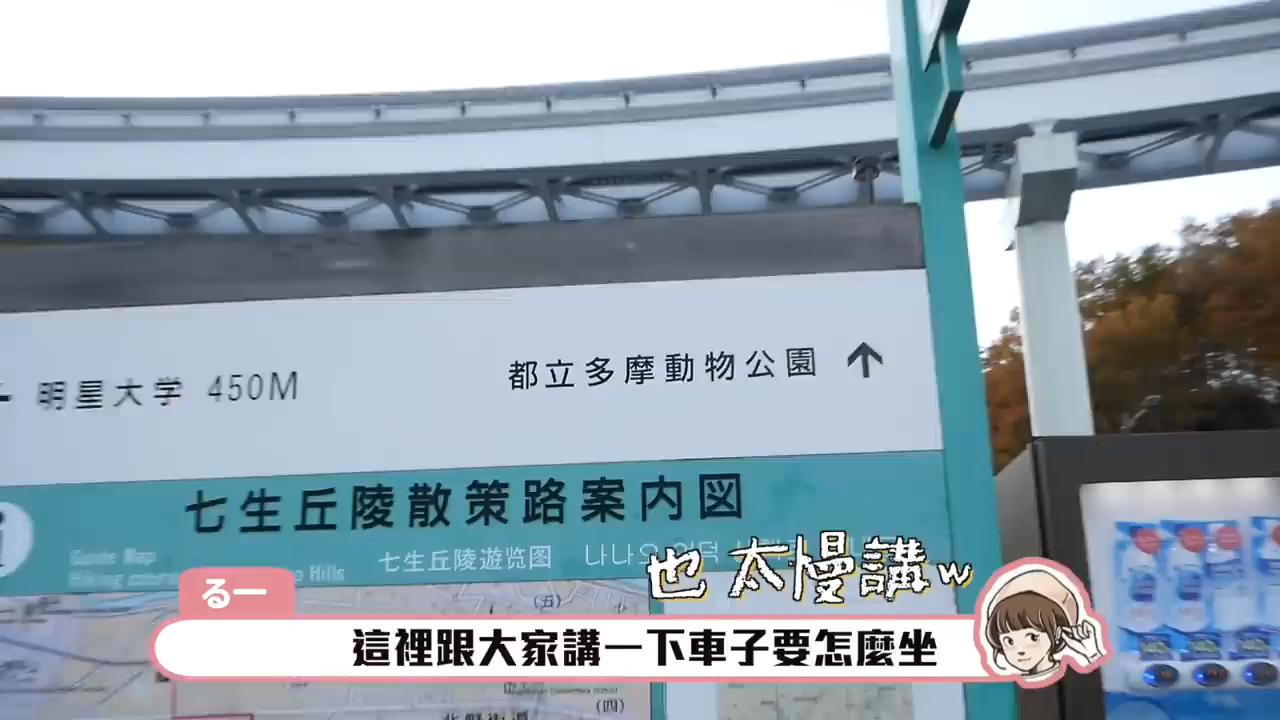 明星大学 450M
都立多摩動物公園 ↑
七生丘陵散策路案内図
Guide Map
七生丘陵遊览图
Hills
也太慢講w
るー
這裡跟大家講一下車子要怎麼坐
(五)
(四)